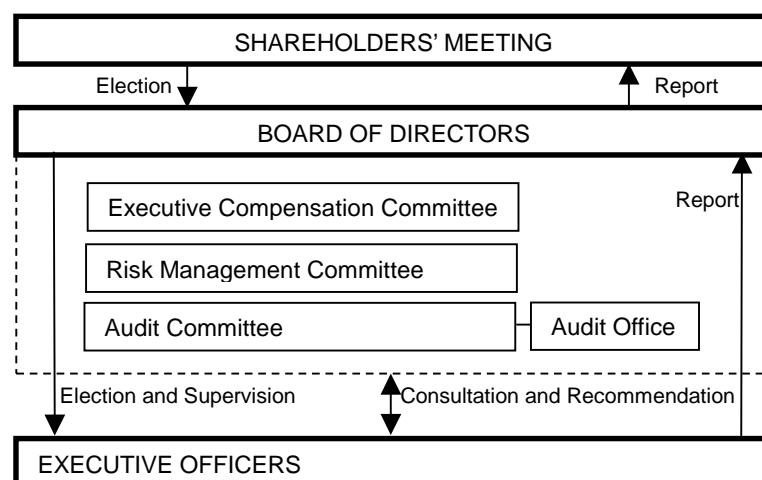 SHAREHOLDERS’ MEETING
Election
Report
BOARD OF DIRECTORS
Executive Compensation Committee
Report
Risk Management Committee
Audit Committee
Audit Office
Election and Supervision
Consultation and Recommendation
EXECUTIVE OFFICERS